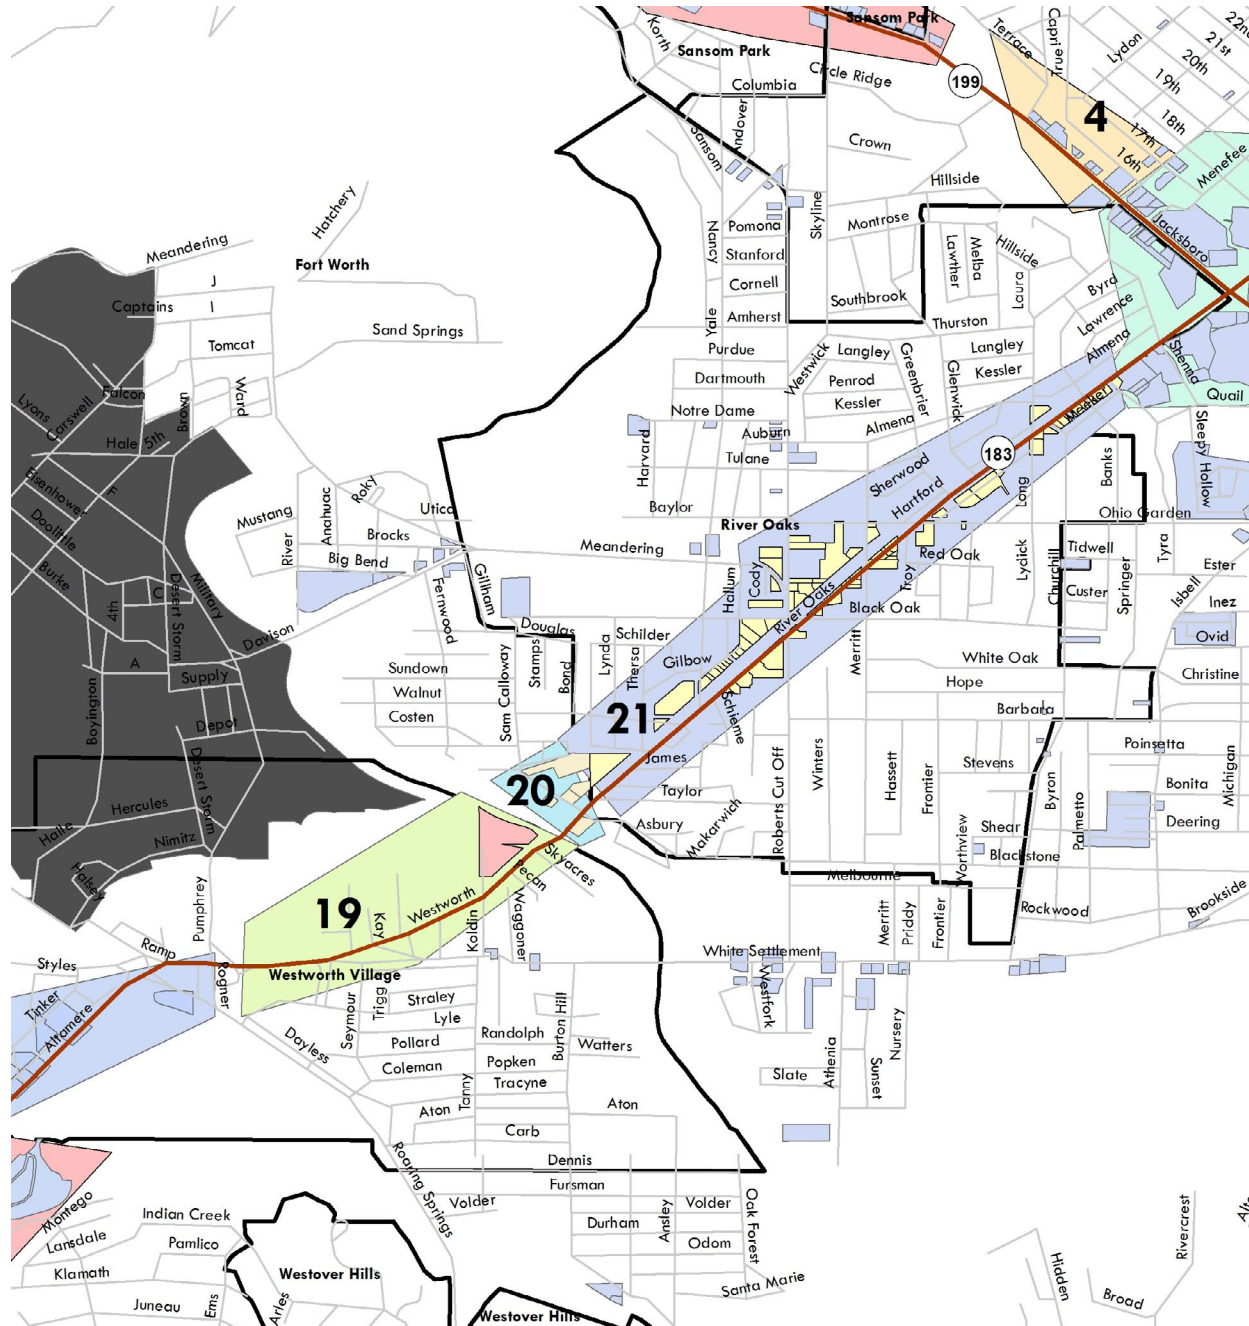 Sansom Park
Korth
Sansom Park
Columbia
Circle Ridge
199
Terrace
Capri
True
Lydon
22nd
21st
20th
19th
18th
17th
16th
4
Menefee
Andover
Sansom
Crown
Hillside
Hatchery
Meandering
Fort Worth
J
Captains
I
Tomcat
Sand Springs
Nancy
Pomona
Stanford
Cornell
Amherst
Skyline
Montrose
Southbrook
Lawther
Melba
Hillside
Laura
Thurston
Byrd
Lawrence
Almena
Jacksboro
Shenna
Quail
Yale
Purdue
Dartmouth
Notre Dame
Westwick
Langley
Penrod
Kessler
Greenbrier
Glenwick
Langley
Kessler
Almena
Meeker
Falcon
Lyons
Carswell
Brown
Ward
Hale
5th
Harvard
Auburn
Tulane
Baylor
Sherwood
Hartford
183
Long
Banks
Sleepy Hollow
Ohio Garden
Eisenhower
F
Doolittle
Burke
Mustang
River
Anahuac
Roky
Utica
Brocks
Big Bend
River Oaks
Meandering
Red Oak
Troy
Lydick
Churchill
Tidwell
Custer
Springer
Tyra
Isbell
Ester
Inez
Ovid
4th
C
Desert Storm
Military
Davison
Fernwood
Gillham
Douglas
Hallum
Cody
River Oaks
Black Oak
A
Supply
Sundown
Walnut
Costen
Sam Calloway
Stamps
Bond
Lynda
Schilder
Thersa
Gilbow
Merritt
White Oak
Hope
Christine
Boyington
Depot
Desert Storm
21
Schieme
James
Barbara
Poinsetta
Stevens
Bonita
Michigan
Hercules
Haile
Nimitz
Halsey
20
Taylor
Asbury
Makarwich
Roberts Cut Off
Winters
Hassett
Frontier
Byron
Palmetto
Deering
Shear
Blackstone
Worthview
Skyacres
Pecan
Melbourne
Rockwood
Brookside
19
Kay
Westworth
Koldin
Waggoner
Pumphrey
Merritt
Priddy
Frontier
Ramp
Styles
Tinker
Altamere
Rogner
Westworth Village
White Settlement
Westfork
Seymour
Trigg
Straley
Lyle
Pollard
Coleman
Dayless
Randolph
Burton Hill
Watters
Popken
Tracyne
Tanny
Aton
Aton
Carb
Slate
Athenia
Sunset
Nursery
Dennis
Fursman
Roaring Springs
Volder
Durham
Ansley
Volder
Odom
Oak Forest
Santa Marie
Montego
Lansdale
Klamath
Indian Creek
Pamlico
Juneau
Ems
Arles
Westover Hills
Westover Hills
Hidden
Broad
Rivercrest